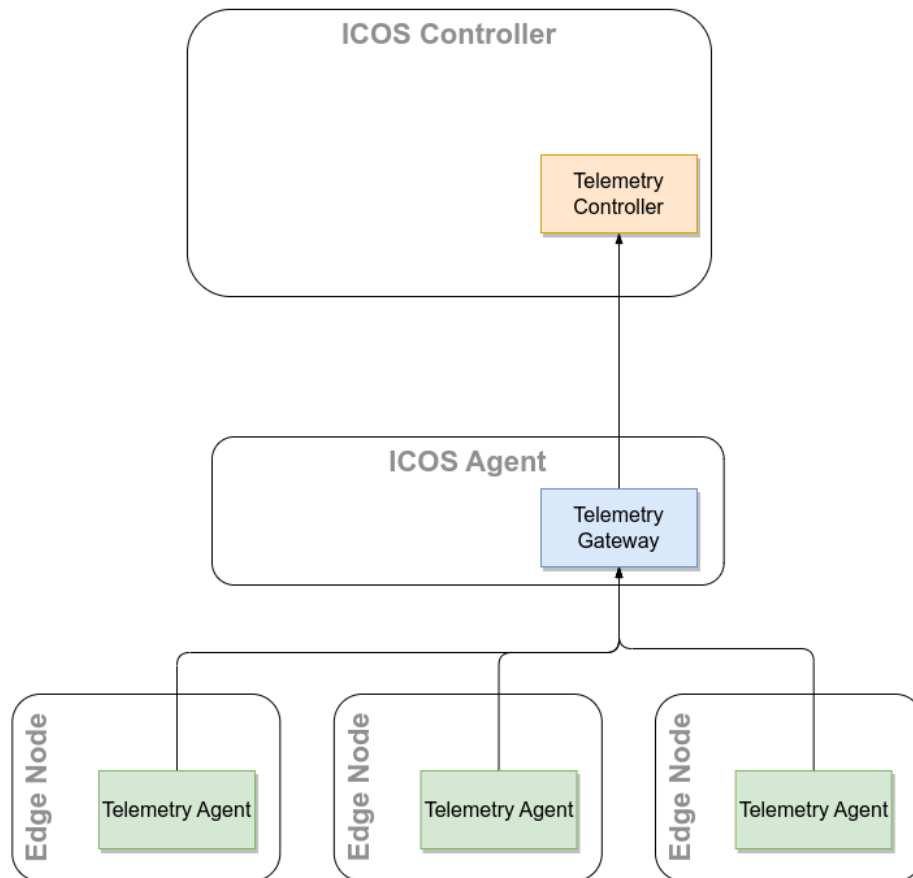 ICOS Controller
Telemetry
Controller
ICOS Agent
Telemetry
Gateway
Edge Node
Telemetry Agent
Edge Node
Telemetry Agent
Edge Node
Telemetry Agent